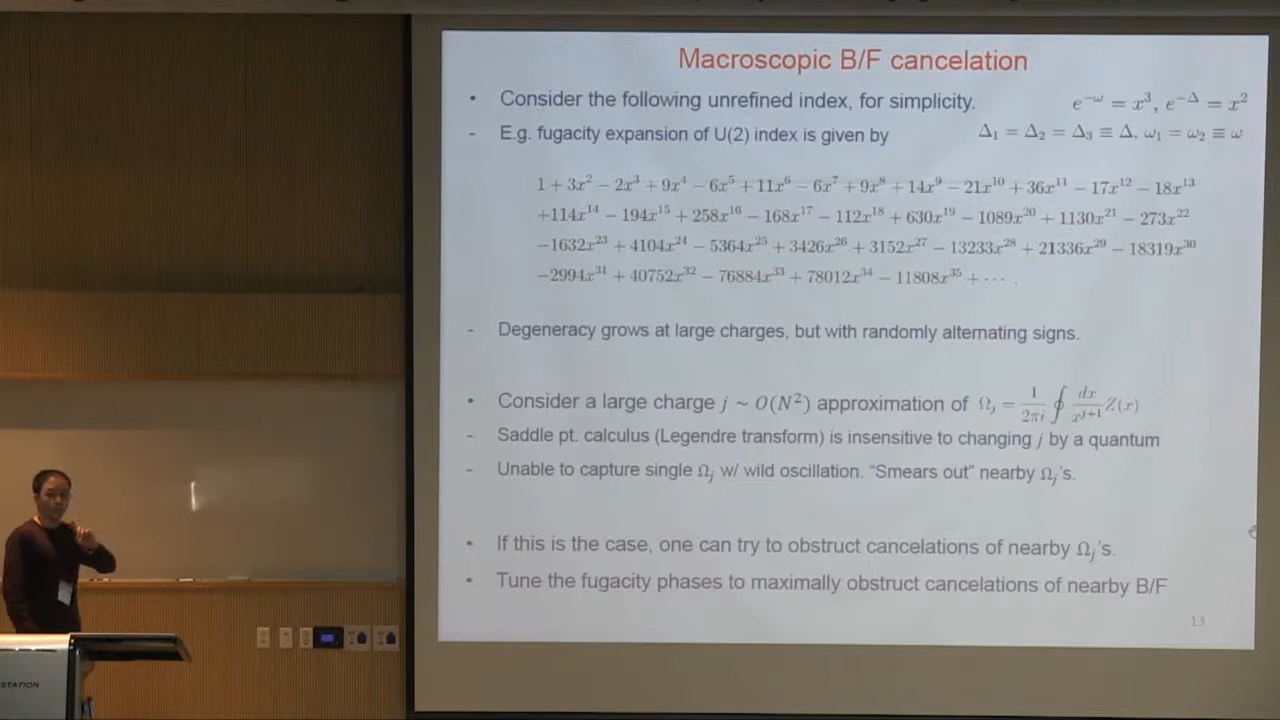 Macroscopic B/F cancelation
• Consider the following unrefined index, for simplicity. e^{-ω} = x^3, e^{-Δ} = x^2
- E.g. fugacity expansion of U(2) index is given by Δ_1 = Δ_2 = Δ_3 ≡ Δ, ω_1 = ω_2 ≡ ω
1 + 3x^2 − 2x^3 + 9x^4 − 6x^5 + 11x^6 − 6x^7 + 9x^8 + 14x^9 − 21x^{10} + 36x^{11} − 17x^{12} − 18x^{13}
+114x^{14} − 194x^{15} + 258x^{16} − 168x^{17} − 112x^{18} + 630x^{19} − 1089x^{20} + 1130x^{21} − 273x^{22}
−1632x^{23} + 4104x^{24} − 5364x^{25} + 3426x^{26} + 3152x^{27} − 13233x^{28} + 21336x^{29} − 18319x^{30}
−2994x^{31} + 40752x^{32} − 76884x^{33} + 78012x^{34} − 11808x^{35} + ⋯ .
- Degeneracy grows at large charges, but with randomly alternating signs.
• Consider a large charge j ~ O(N^2) approximation of Ω_j = \frac{1}{2πi} ∮ \frac{dx}{x^{j+1}} Z(x)
- Saddle pt. calculus (Legendre transform) is insensitive to changing j by a quantum
- Unable to capture single Ω_j w/ wild oscillation. “Smears out” nearby Ω_j's.
• If this is the case, one can try to obstruct cancelations of nearby Ω_j's.
• Tune the fugacity phases to maximally obstruct cancelations of nearby B/F
13
STATION